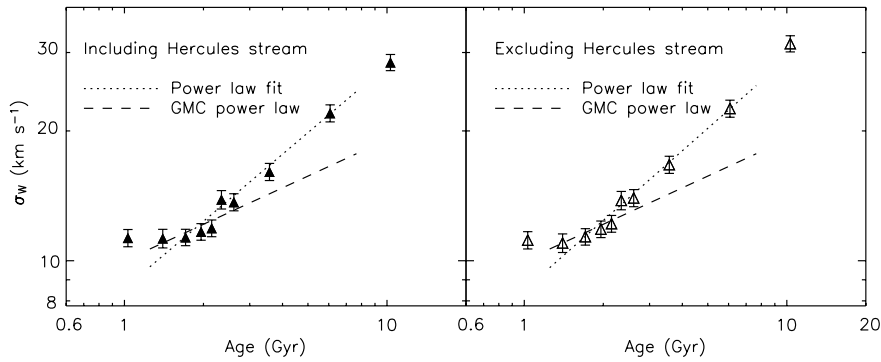 Including Hercules stream
Power law fit
GMC power law
Excluding Hercules stream
Power law fit
GMC power law
σ_W (km s⁻¹)
30
20
10
8
0.6 1 10 0.6 1 10 20
Age (Gyr) Age (Gyr)